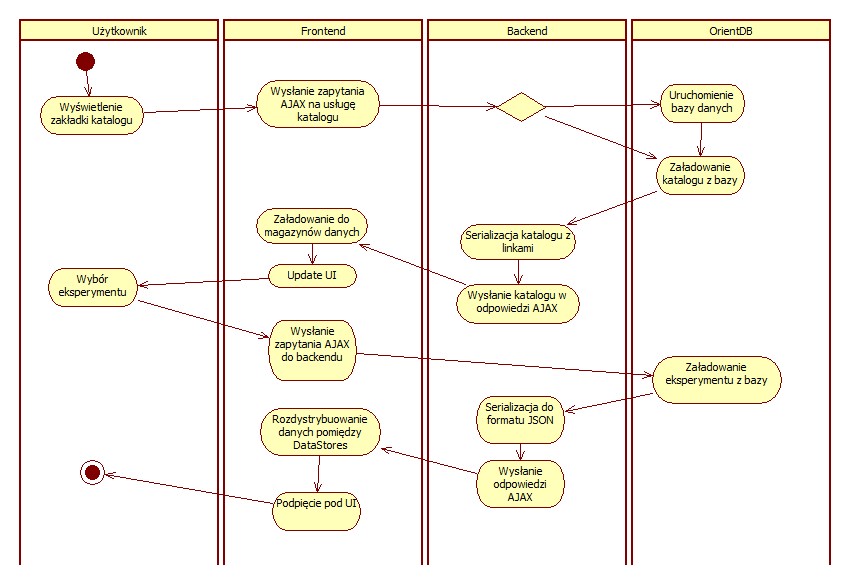 Użytkownik
Frontend
Backend
OrientDB
Wyświetlenie
zakładki katalogu
Wysłanie zapytania
AJAX na usługę
katalogu
Uruchomienie
bazy danych
Załadowanie
katalogu z bazy
Serializacja katalogu z
linkami
Wysłanie katalogu w
odpowiedzi AJAX
Załadowanie do
magazynów danych
Update UI
Wybór
eksperymentu
Wysłanie
zapytania AJAX
do backendu
Załadowanie
eksperymentu z bazy
Serializacja do
formatu JSON
Wysłanie
odpowiedzi
AJAX
Rozdystrybuowanie
danych pomiędzy
DataStores
Podpięcie pod UI